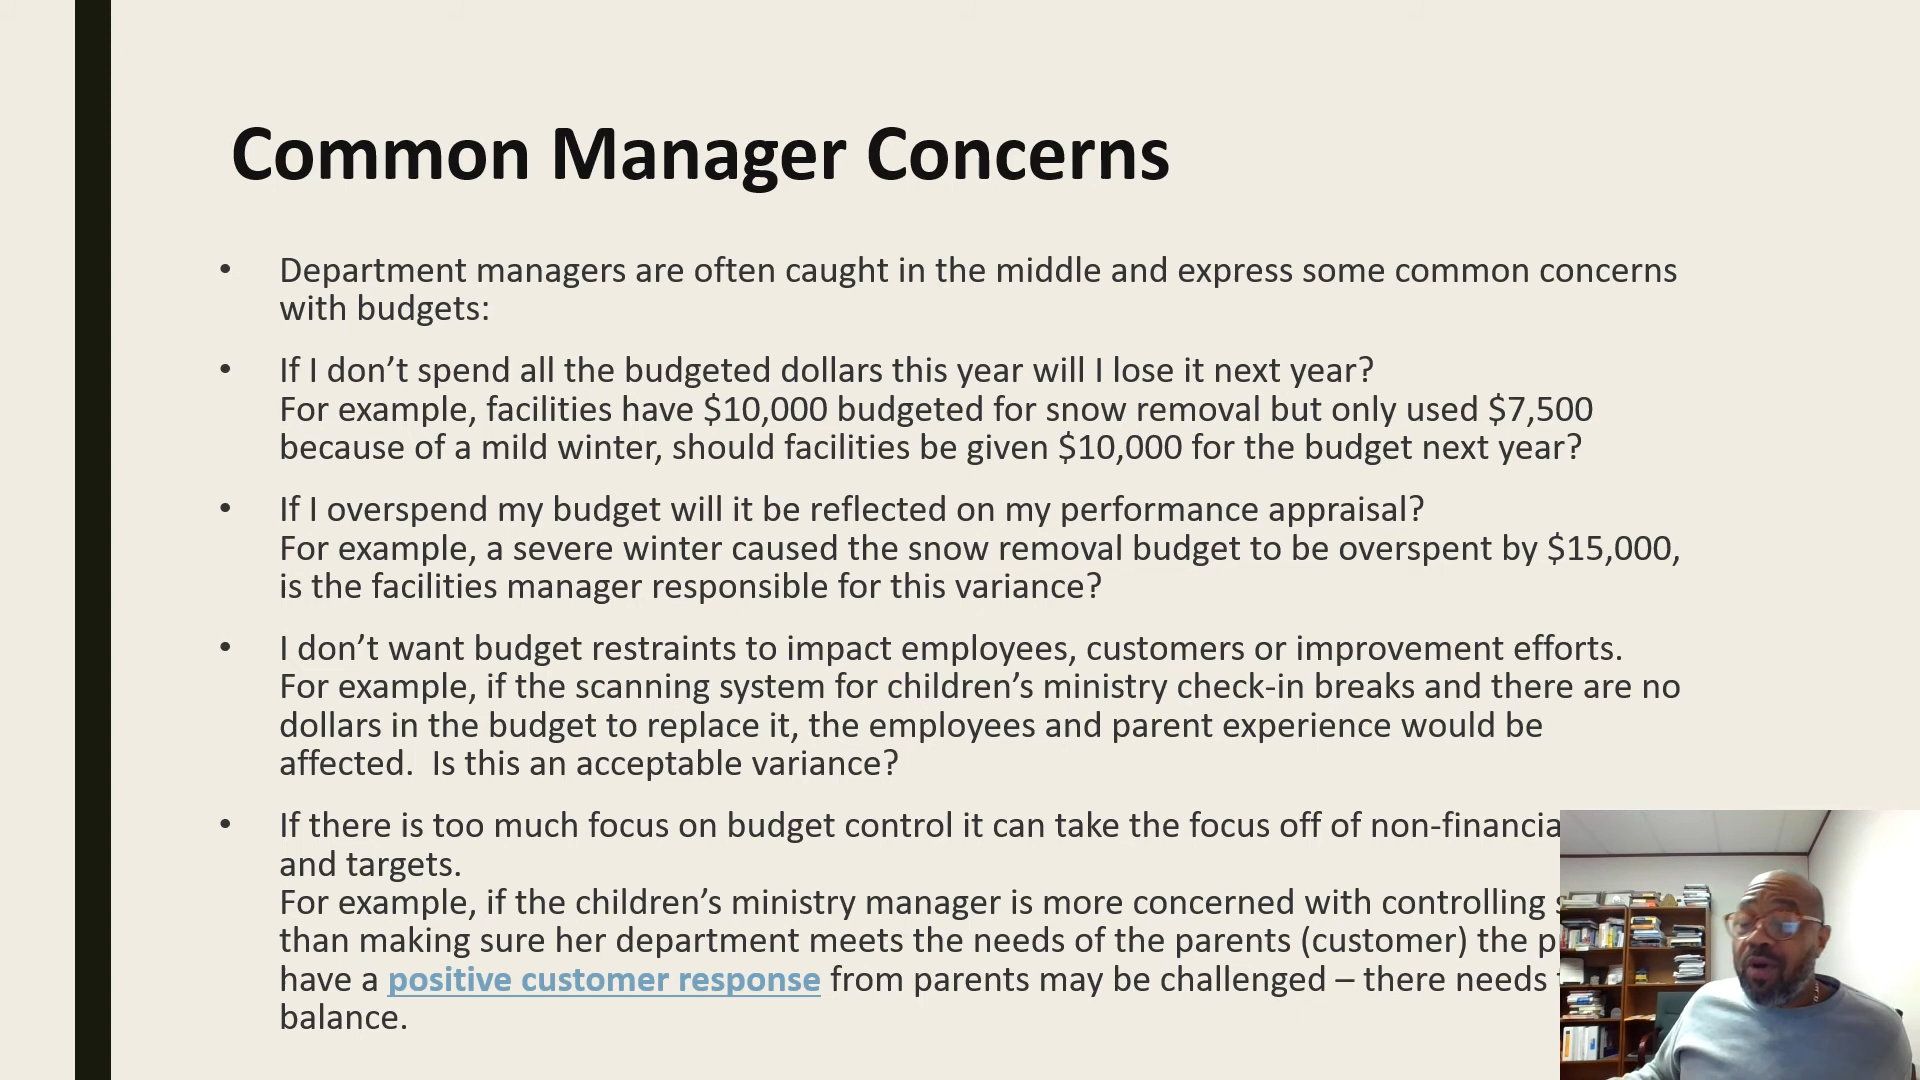 Common Manager Concerns
• Department managers are often caught in the middle and express some common concerns
with budgets:
• If I don’t spend all the budgeted dollars this year will I lose it next year?
For example, facilities have $10,000 budgeted for snow removal but only used $7,500
because of a mild winter, should facilities be given $10,000 for the budget next year?
• If I overspend my budget will it be reflected on my performance appraisal?
For example, a severe winter caused the snow removal budget to be overspent by $15,000,
is the facilities manager responsible for this variance?
• I don’t want budget restraints to impact employees, customers or improvement efforts.
For example, if the scanning system for children’s ministry check-in breaks and there are no
dollars in the budget to replace it, the employees and parent experience would be
affected.  Is this an acceptable variance?
• If there is too much focus on budget control it can take the focus off of non-financia
and targets.
For example, if the children’s ministry manager is more concerned with controlling
than making sure her department meets the needs of the parents (customer) the p
have a positive customer response from parents may be challenged – there needs
balance.